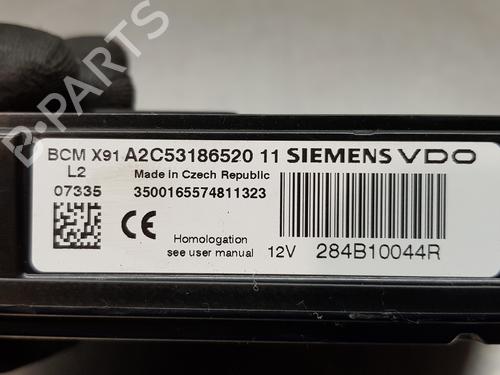 B-PARTS
BCM X91 A2C53186520 11 SIEMENS VDO
L2 Made in Czech Republic
07335 3500165574811323
CE
Homologation
see user manual 12V 284B10044R